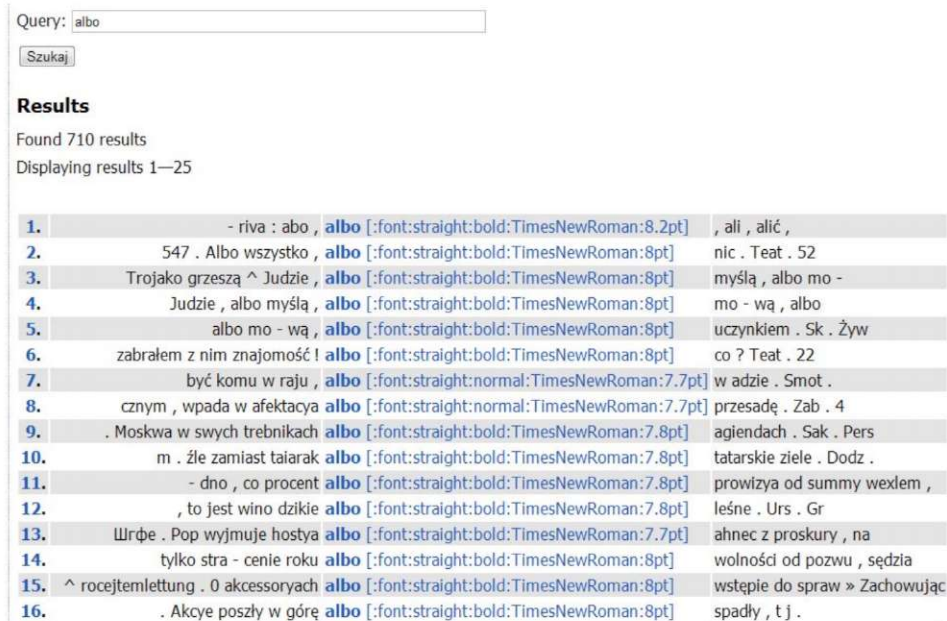 Query: albo
Szukaj
Results
Found 710 results
Displaying results 1—25
1. - riva : abo , albo [:font:straight:bold:TimesNewRoman:8.2pt] , ali , alić ,
2. 547 . Albo wszystko , albo [:font:straight:bold:TimesNewRoman:8pt] nic . Teat . 52
3. Trojako grzeszą ^ Judzie , albo [:font:straight:bold:TimesNewRoman:8pt] myślą , albo mo -
4. Judzie , albo myślą , albo [:font:straight:bold:TimesNewRoman:8pt] mo - wą , albo
5. albo mo - wą , albo [:font:straight:bold:TimesNewRoman:8pt] uczynkiem . Sk . Żyw
6. zabrałem z nim znajomość ! albo [:font:straight:bold:TimesNewRoman:8pt] co ? Teat . 22
7. być komu w raju , albo [:font:straight:normal:TimesNewRoman:7.7pt] w adzie . Smot .
8. cznym , wpada w afektacya albo [:font:straight:normal:TimesNewRoman:7.7pt] przesadę . Zab . 4
9. . Moskwa w swych trebnikach albo [:font:straight:bold:TimesNewRoman:7.8pt] agiendach . Sak . Pers
10. m . źle zamiast taiarak albo [:font:straight:bold:TimesNewRoman:7.8pt] tatarskie ziele . Dodz .
11. - dno , co procent albo [:font:straight:bold:TimesNewRoman:7.8pt] prowizya od summy wexlem ,
12. , to jest wino dzikie albo [:font:straight:bold:TimesNewRoman:7.8pt] leśne . Urs . Gr
13. Шгфе . Pop wyjmuje hostya albo [:font:straight:bold:TimesNewRoman:7.7pt] ahnec z proskury , na
14. tylko stra - cenie roku albo [:font:straight:bold:TimesNewRoman:8pt] wolności od pozwu , sędzia
15. ^ rocejtemlettung . 0 akcessoryach albo [:font:straight:bold:TimesNewRoman:8pt] wstępie do spraw » Zachowując
16. . Akcye poszły w górę albo [:font:straight:bold:TimesNewRoman:8pt] spadły , t j .